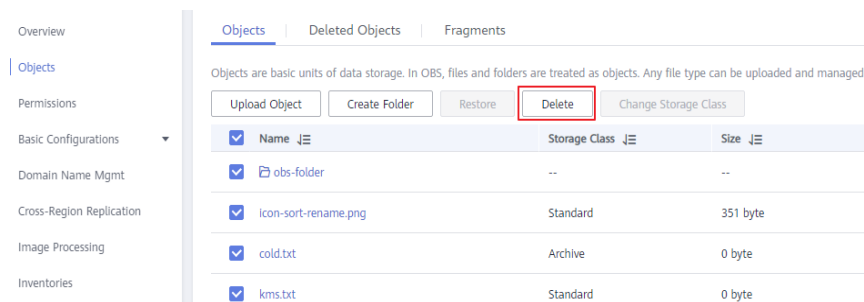 Overview
Objects
Permissions
Basic Configurations
Domain Name Mgmt
Cross-Region Replication
Image Processing
Inventories
Objects Deleted Objects Fragments
Objects are basic units of data storage. In OBS, files and folders are treated as objects. Any file type can be uploaded and managed
Upload Object Create Folder Restore Delete Change Storage Class
Name Storage Class Size
obs-folder -- --
icon-sort-rename.png Standard 351 byte
cold.txt Archive 0 byte
kms.txt Standard 0 byte